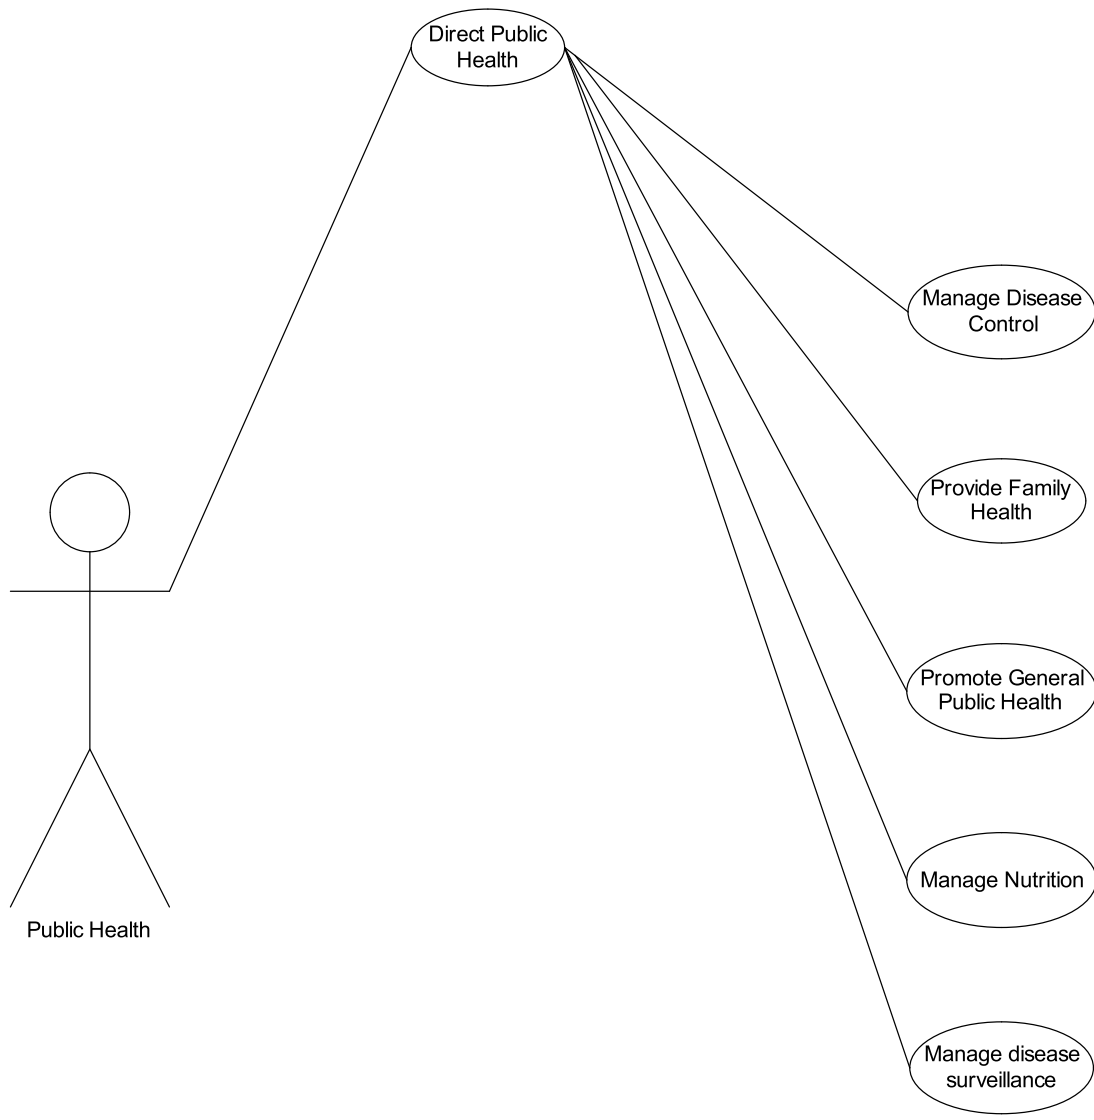 Direct Public
Health
Manage Disease
Control
Provide Family
Health
Promote General
Public Health
Manage Nutrition
Public Health
Manage disease
surveillance